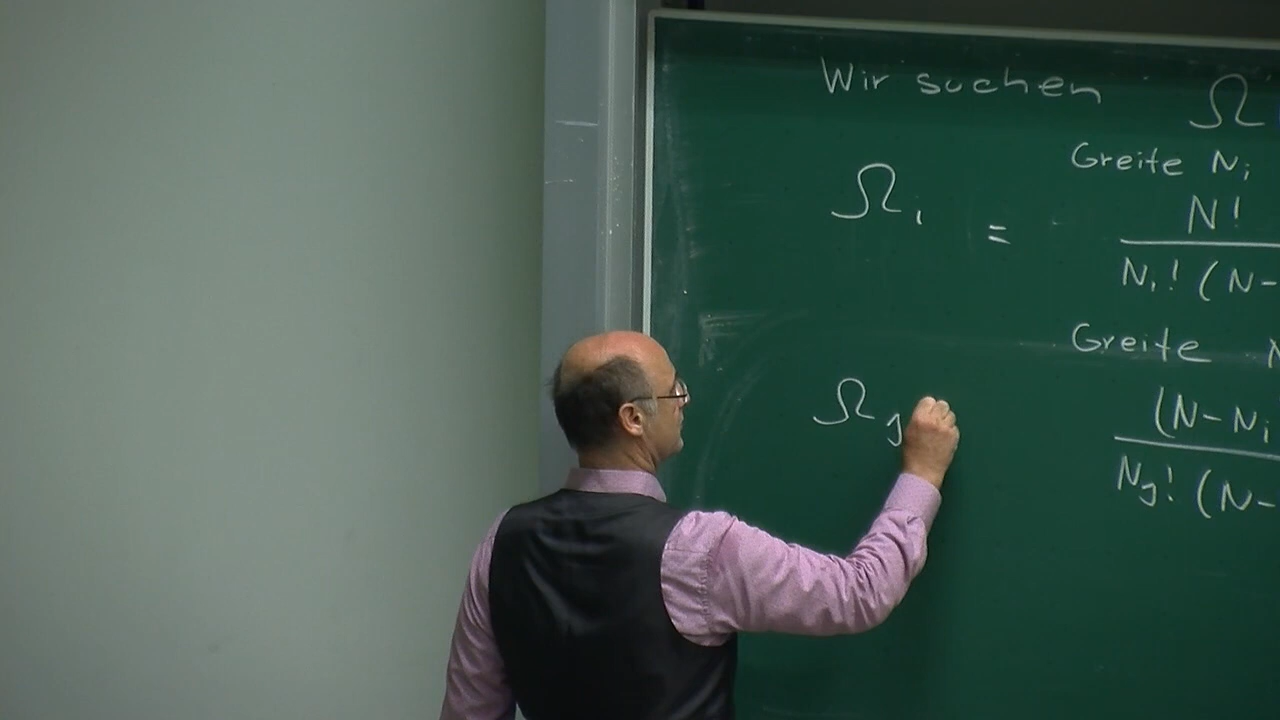 Wir suchen Ω
Greife Nᵢ
Ωᵢ = N!
Nᵢ! (N-
Greife N
Ωⱼ (N-Nᵢ
Nⱼ! (N-